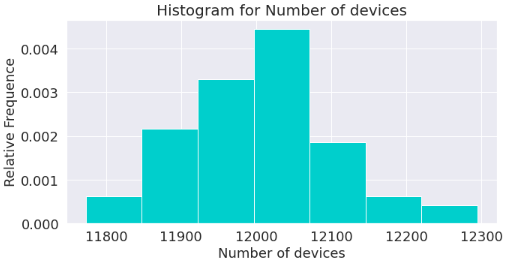 Histogram for Number of devices
Relative Frequence
0.004
0.003
0.002
0.001
0.000
11800 11900 12000 12100 12200 12300
Number of devices